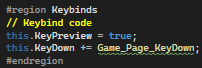 #region Keybinds
// Keybind code
this.KeyPreview = true;
this.KeyDown += Game_Page_KeyDown;
#endregion